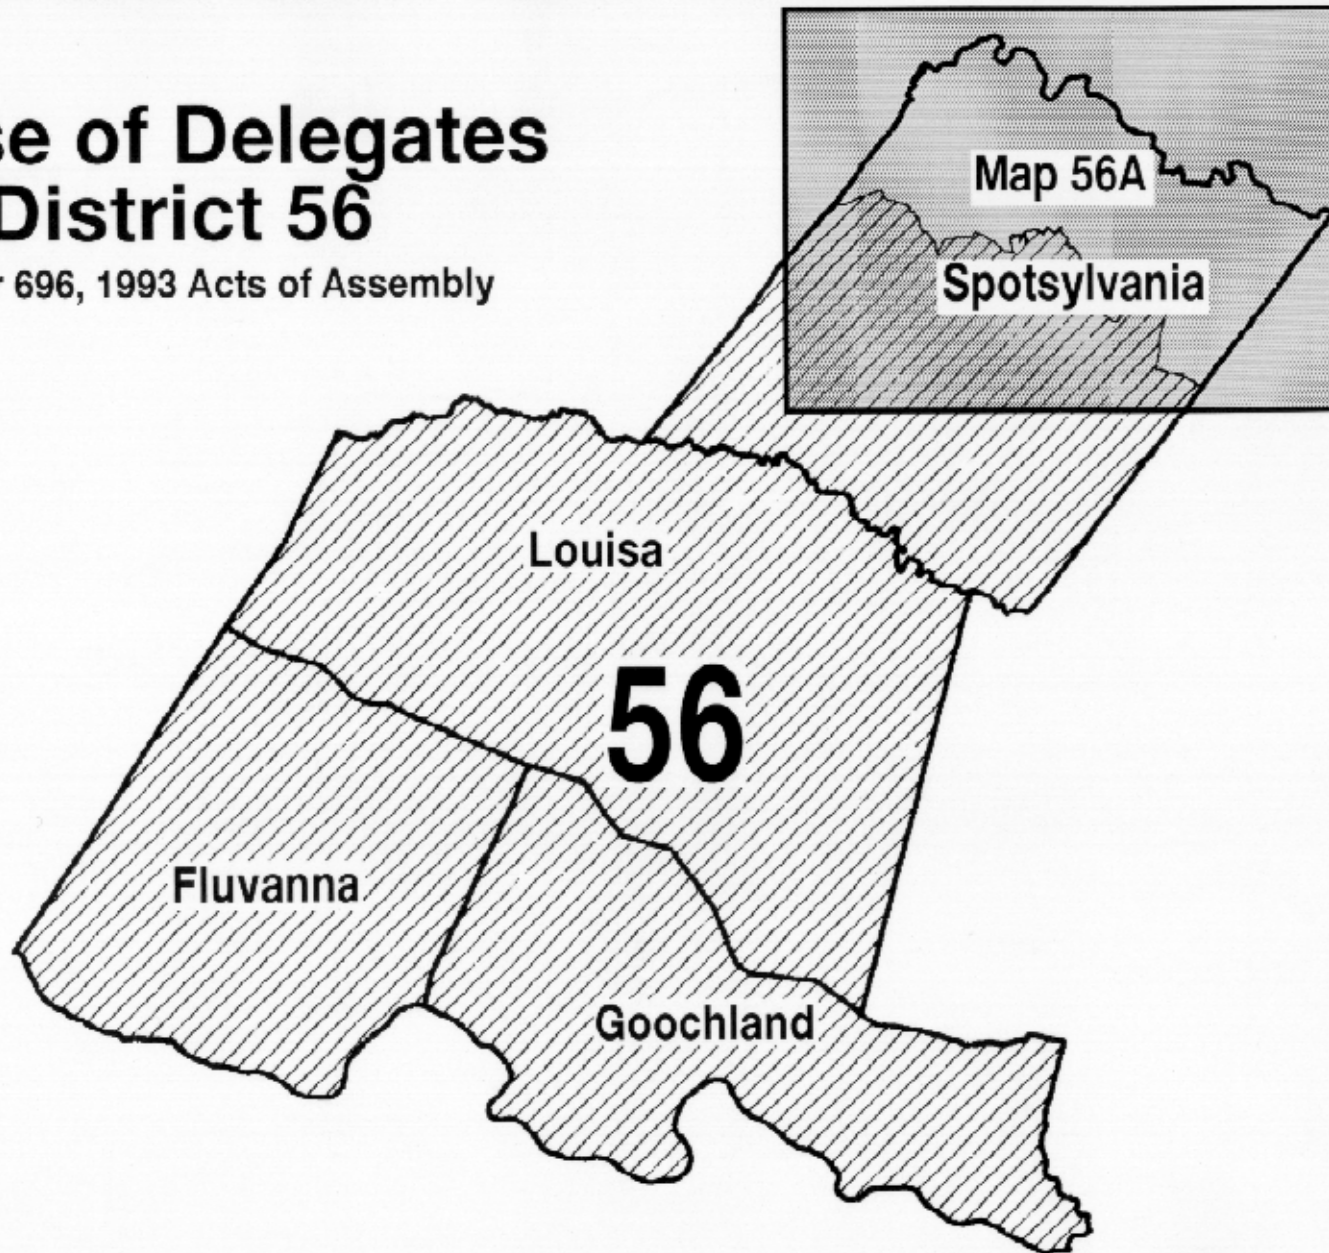 se of Delegates
District 56
r 696, 1993 Acts of Assembly
Map 56A
Spotsylvania
Louisa
56
Fluvanna
Goochland